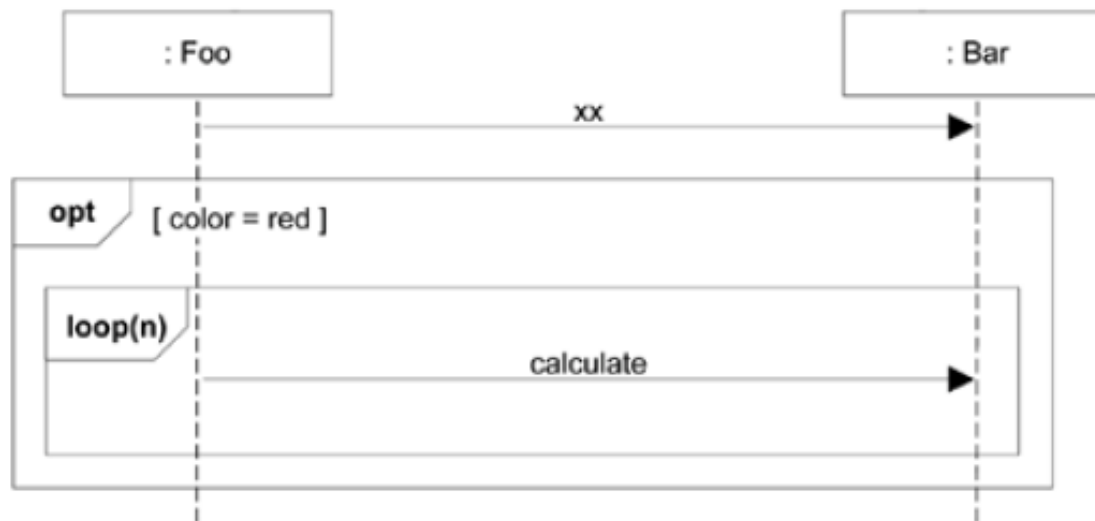 : Foo
: Bar
xx
opt
[ color = red ]
loop(n)
calculate